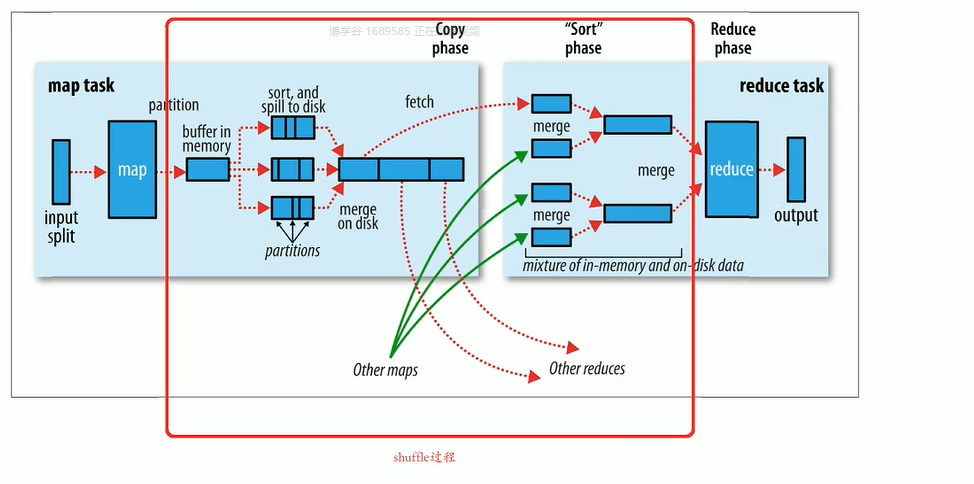 博学谷 1689585 正在
视频
Copy
phase
“Sort”
phase
Reduce
phase
map task
reduce task
partition
sort, and
spill to disk
fetch
buffer in
memory
merge
map
merge
reduce
input
split
merge
on disk
merge
output
partitions
mixture of in-memory and on-disk data
Other maps
Other reduces
shuffle过程